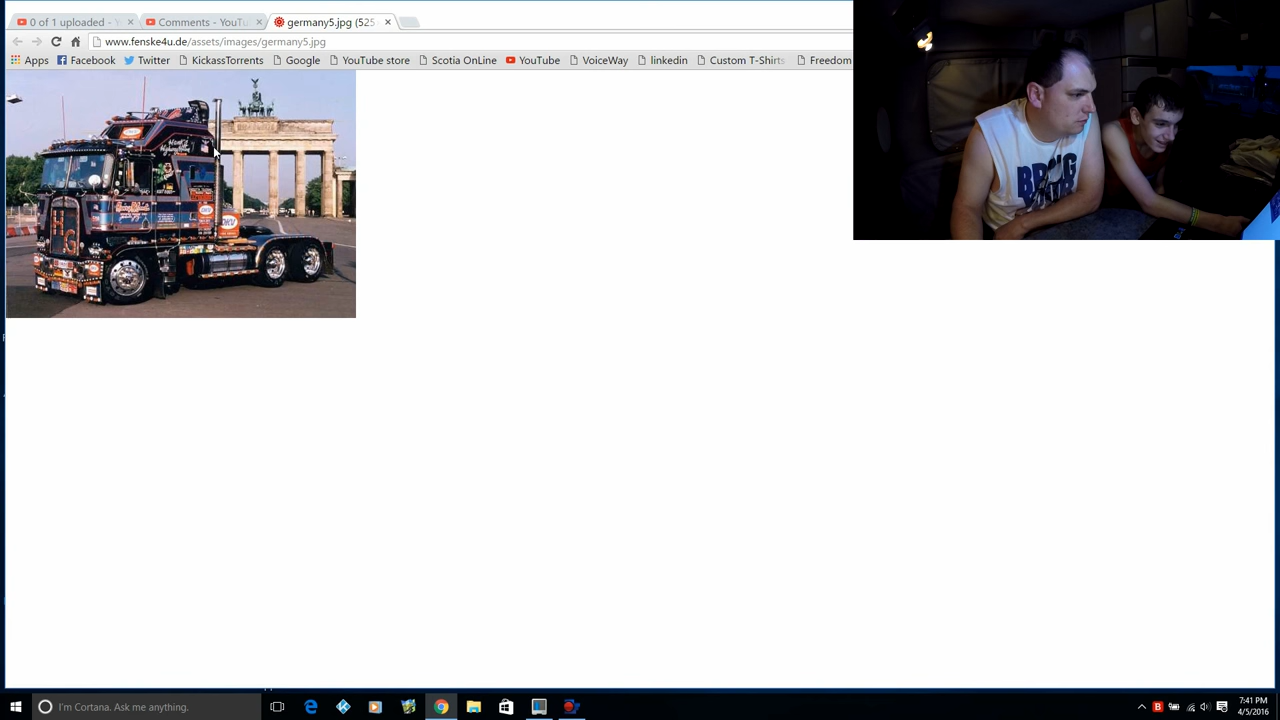 0 of 1 uploaded - Y
Comments - YouTu
germany5.jpg (525
www.fenske4u.de/assets/images/germany5.jpg
Apps
Facebook
Twitter
KickassTorrents
Google
YouTube store
Scotia OnLine
YouTube
VoiceWay
linkedin
Custom T-Shirts
Freedom
DKV
I'm Cortana. Ask me anything.
7:41 PM
4/5/2016